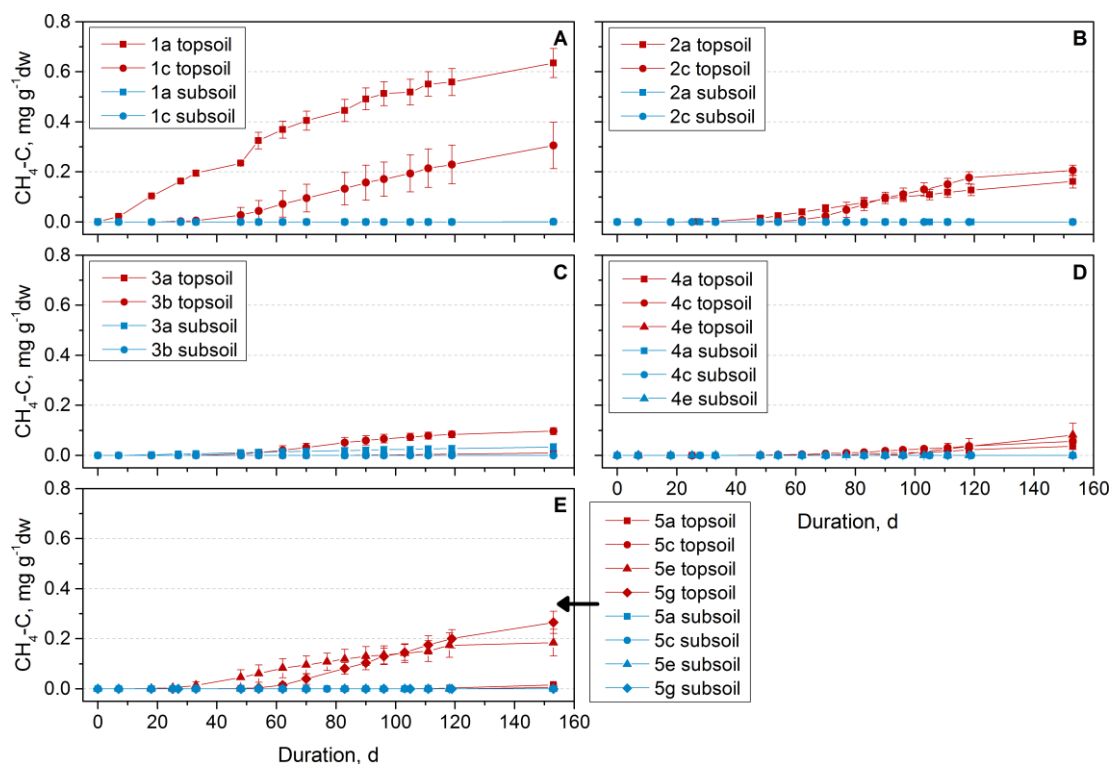 A
CH₄-C, mg g⁻¹dw
0.8
0.6
0.4
0.2
0.0
1a topsoil
1c topsoil
1a subsoil
1c subsoil
B
2a topsoil
2c topsoil
2a subsoil
2c subsoil
C
CH₄-C, mg g⁻¹dw
0.8
0.6
0.4
0.2
0.0
3a topsoil
3b topsoil
3a subsoil
3b subsoil
D
4a topsoil
4c topsoil
4e topsoil
4a subsoil
4c subsoil
4e subsoil
0 20 40 60 80 100 120 140 160
Duration, d
E
CH₄-C, mg g⁻¹dw
0.8
0.6
0.4
0.2
0.0
0 20 40 60 80 100 120 140 160
Duration, d
5a topsoil
5c topsoil
5e topsoil
5g topsoil
5a subsoil
5c subsoil
5e subsoil
5g subsoil